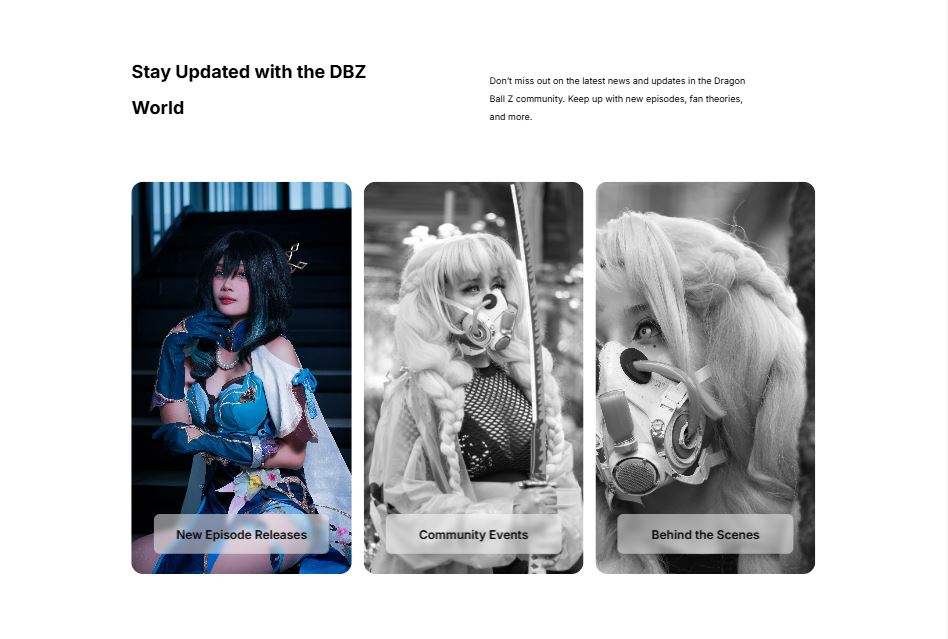 Stay Updated with the DBZ
World
Don't miss out on the latest news and updates in the Dragon
Ball Z community. Keep up with new episodes, fan theories,
and more.
New Episode Releases
Community Events
Behind the Scenes